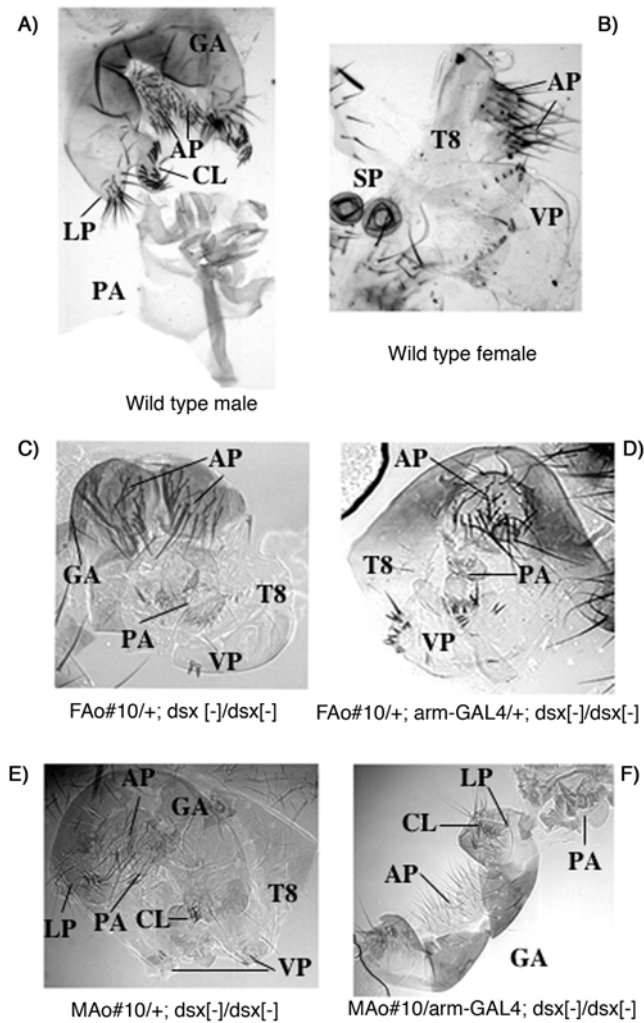 A)
GA
AP
CL
LP
PA
Wild type male
B)
AP
T8
SP
VP
Wild type female
C)
AP
GA
T8
PA
VP
FAo#10/+; dsx [-]/dsx[-]
D)
AP
T8
PA
VP
FAo#10/+; arm-GAL4/+; dsx[-]/dsx[-]
E)
AP
GA
T8
LP
PA
CL
VP
MAo#10/+; dsx[-]/dsx[-]
F)
LP
CL
PA
AP
GA
MAo#10/arm-GAL4; dsx[-]/dsx[-]